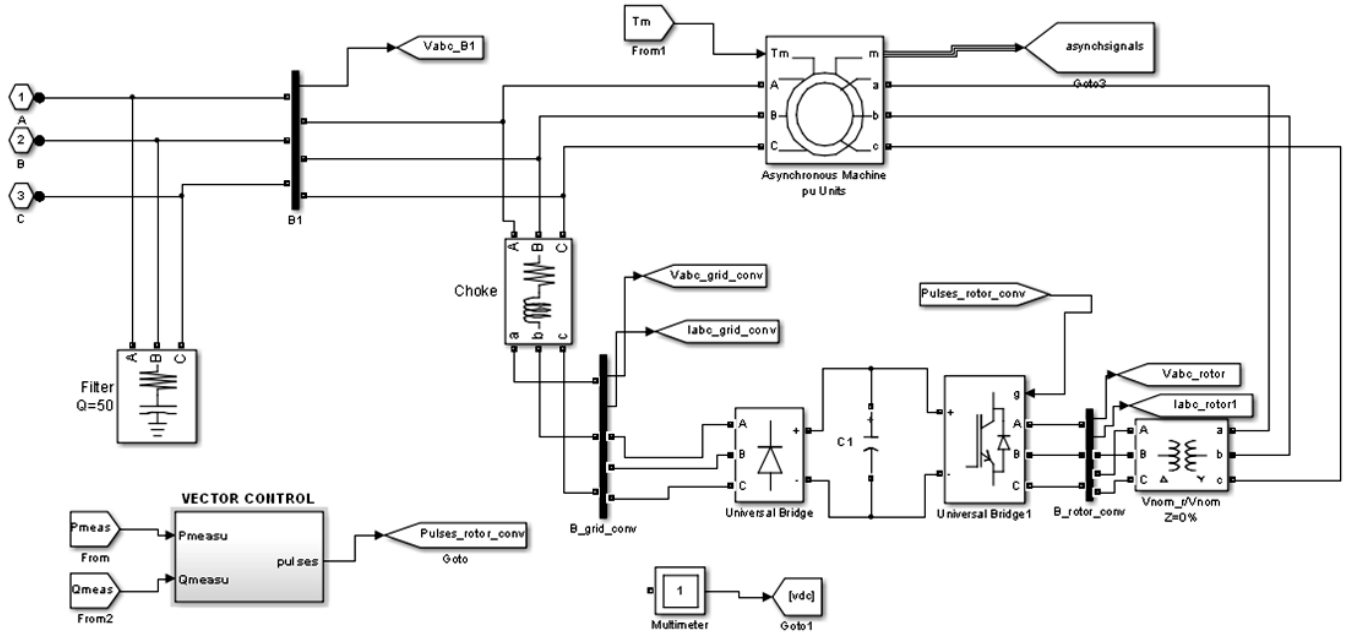 Tm
From1
Vabc_B1
asynchsignals
Goto3
Tm
m
A
a
B
b
C
c
Asynchronous Machine
pu Units
1
A
2
B
3
C
B1
A B C
Choke
a b c
Vabc_grid_conv
Iabc_grid_conv
Pulses_rotor_conv
A B C
Filter
Q=50
Vabc_rotor
Iabc_rotor1
g
A
B
C
+
-
Universal Bridge
+
C1
+
-
A
B
C
Universal Bridge1
B_grid_conv
B_rotor_conv
A
a
B
b
C
c
Δ Y
Vnom_r/Vnom
Z=0%
VECTOR CONTROL
Pmeas
From
Pmeasu
Qmeas
From2
Qmeasu
pulses
Pulses_rotor_conv
Goto
1
Multimeter
[vdc]
Goto1